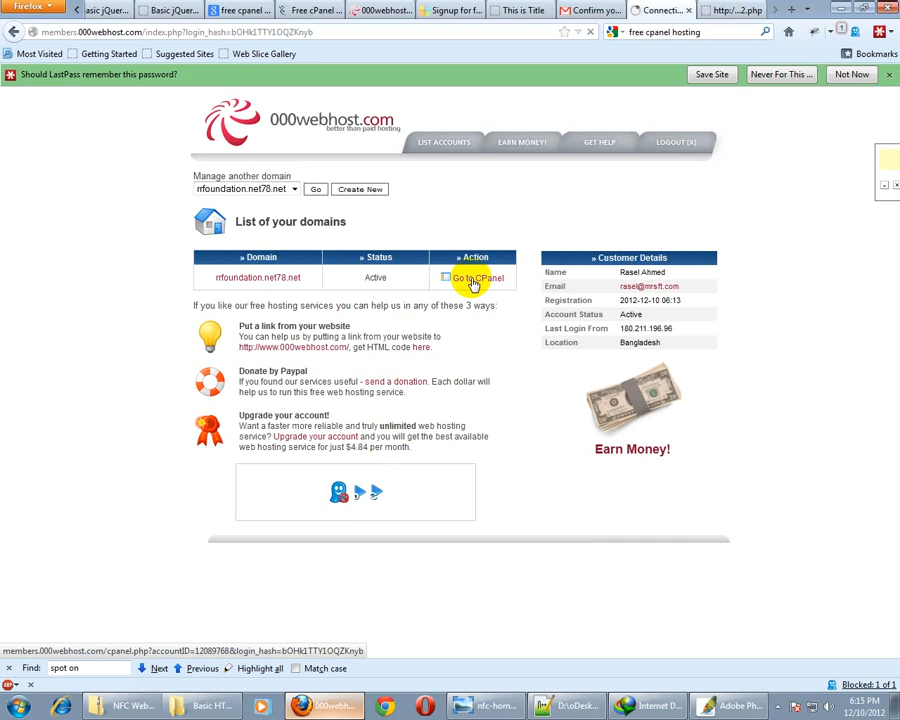 Firefox
basic jQuer...
Basic jQuer...
free cpanel ...
Free cPanel ...
000webhost...
Signup for f...
This is Title
Confirm yo...
Connecti...
http:/...2.php
members.000webhost.com/index.php?login_hash=bOHk1TTY1OQZKnyb
free cpanel hosting
Most Visited
Getting Started
Suggested Sites
Web Slice Gallery
Bookmarks
Should LastPass remember this password?
Save Site
Never For This ...
Not Now
000webhost.com
better than paid hosting
LIST ACCOUNTS
EARN MONEY!
GET HELP
LOGOUT [X]
Manage another domain
rrfoundation.net78.net
Go
Create New
List of your domains
» Domain
» Status
» Action
rrfoundation.net78.net
Active
Go to CPanel
» Customer Details
Name Rasel Ahmed
Email rasel@mrsft.com
Registration 2012-12-10 06:13
Account Status Active
Last Login From 180.211.196.96
Location Bangladesh
If you like our free hosting services you can help us in any of these 3 ways:
Put a link from your website
You can help us by putting a link from your website to
http://www.000webhost.com/, get HTML code here.
Donate by Paypal
If you found our services useful - send a donation. Each dollar will
help us to run this free web hosting service.
Upgrade your account!
Want a faster more reliable and truly unlimited web hosting
service? Upgrade your account and you will get the best available
web hosting service for just $4.84 per month.
Earn Money!
members.000webhost.com/cpanel.php?accountID=12089768&login_hash=bOHk1TTY1OQZKnyb
Find:
spot on
Next
Previous
Highlight all
Match case
Blocked: 1 of 1
NFC Web...
Basic HT...
000webh...
nfc-hom...
D:\oDesk...
Internet D...
Adobe Ph...
6:15 PM
12/10/2012